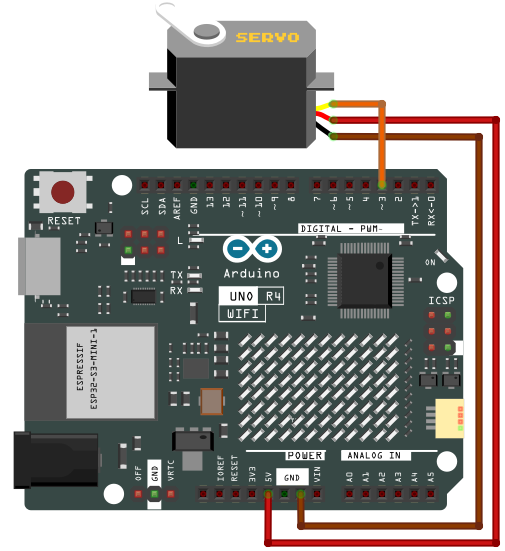 SERVO
RESET
SCL
SDA
AREF
GND
13
12
~11
~10
~9
8
7
~6
~5
4
~3
2
TX→1
RX←0
DIGITAL - PWM~
L
TX
RX
Arduino
UNO R4
WIFI
ON
ICSP
ESPRESSIF
ESP32-S3-MINI-1
OFF
GND
VRTC
POWER
ANALOG IN
IOREF
RESET
3V3
5V
GND
VIN
A0
A1
A2
A3
A4
A5